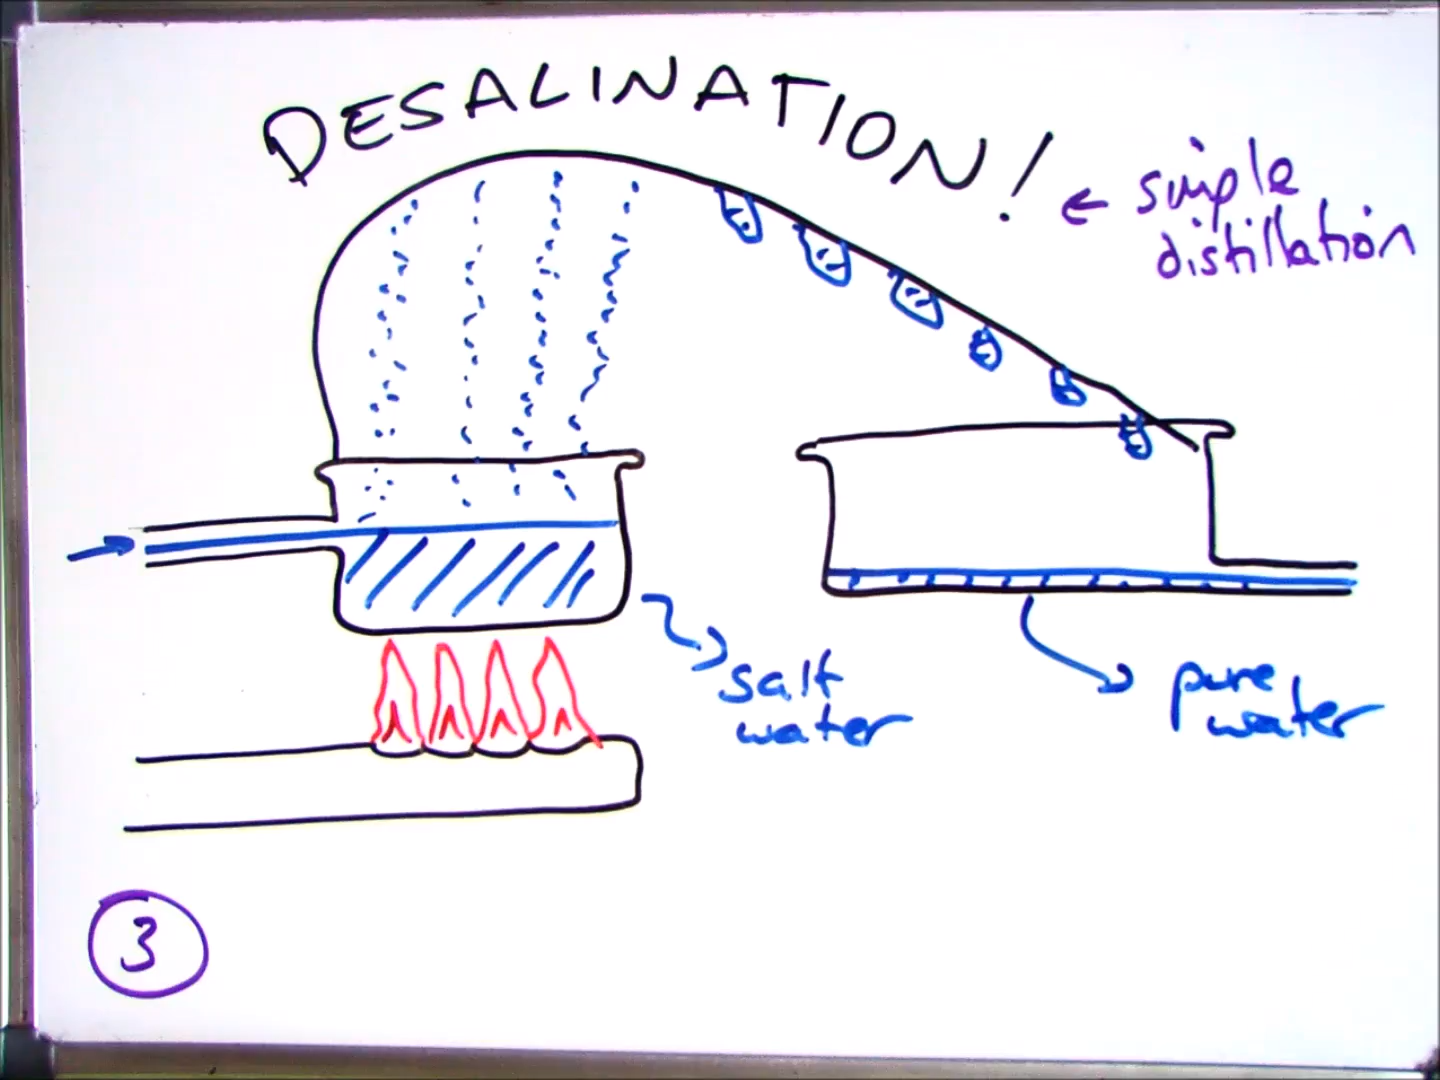 DESALINATION!
← simple
distillation
salt
water
pure
water
3